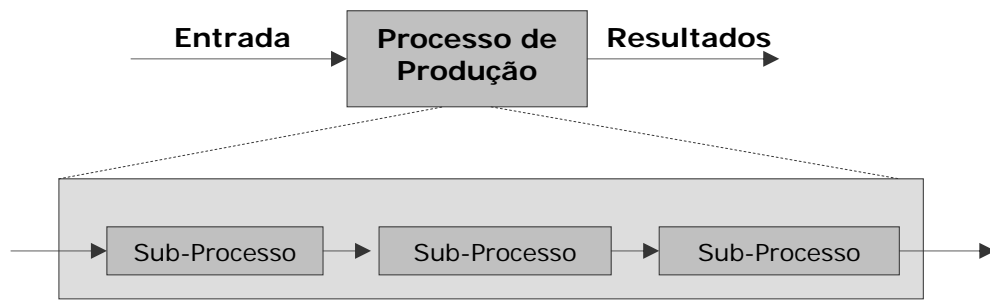 Entrada
Processo de
Produção
Resultados
Sub-Processo
Sub-Processo
Sub-Processo